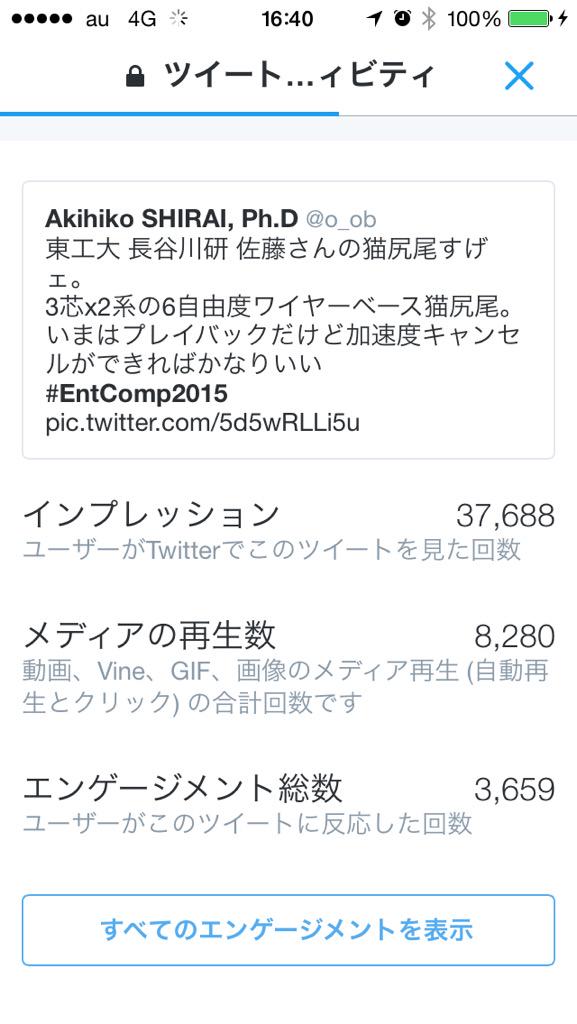 au 4G 16:40 100%
ツイート...ィビティ
Akihiko SHIRAI, Ph.D @o_ob
東工大 長谷川研 佐藤さんの猫尻尾すげ
ェ。
3芯x2系の6自由度ワイヤーベース猫尻尾。
いまはプレイバックだけど加速度キャンセ
ルができればかなりいい
#EntComp2015
pic.twitter.com/5d5wRLLi5u
インプレッション 37,688
ユーザーがTwitterでこのツイートを見た回数
メディアの再生数 8,280
動画、Vine、GIF、画像のメディア再生 (自動再
生とクリック) の合計回数です
エンゲージメント総数 3,659
ユーザーがこのツイートに反応した回数
すべてのエンゲージメントを表示